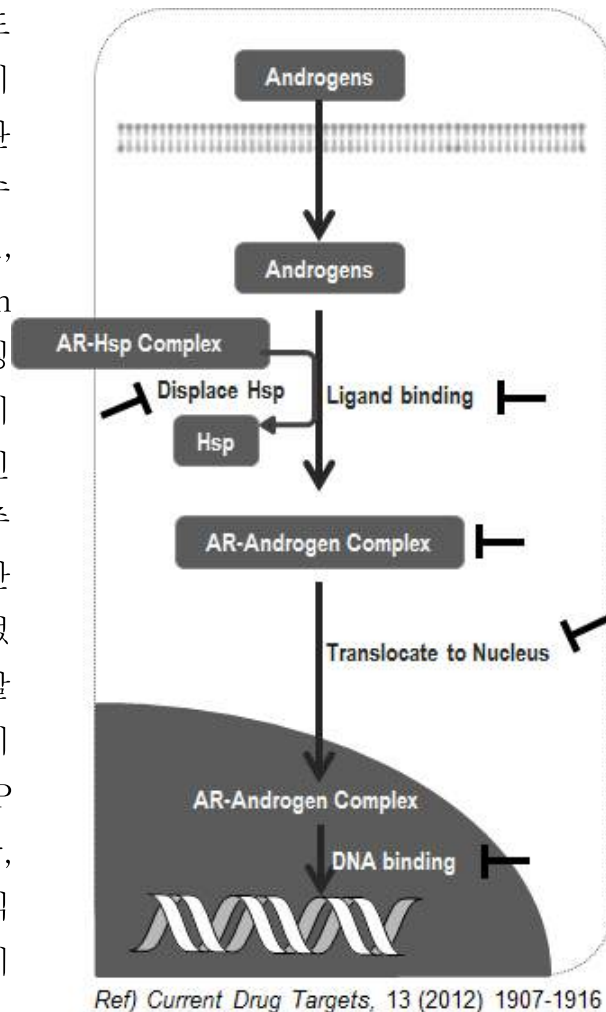 Androgens
Androgens
AR-Hsp Complex
Displace Hsp
Ligand binding
Hsp
AR-Androgen Complex
Translocate to Nucleus
AR-Androgen Complex
DNA binding
Ref) Current Drug Targets, 13 (2012) 1907-1916